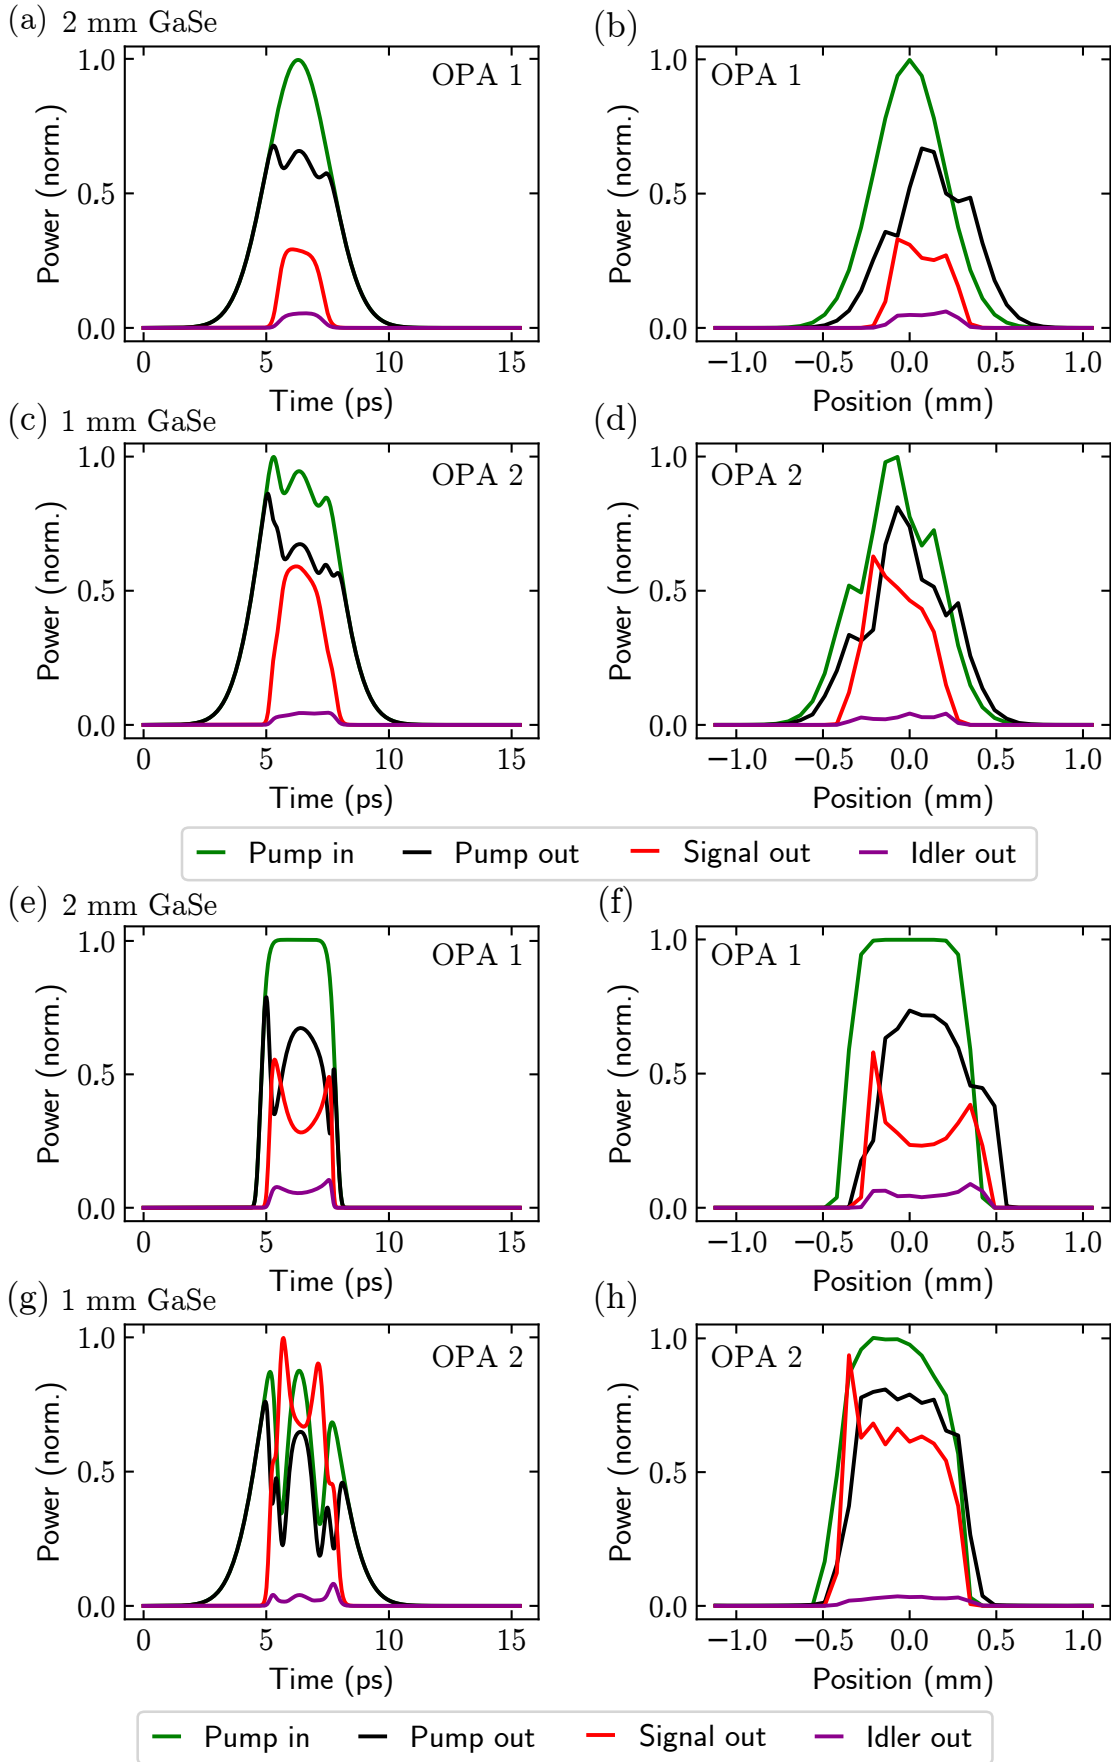 (a) 2 mm GaSe
(b)
1.0
0.5
0.0
Power (norm.)
OPA 1
0 5 10 15
Time (ps)
1.0
0.5
0.0
Power (norm.)
OPA 1
−1.0 −0.5 0.0 0.5 1.0
Position (mm)
(c) 1 mm GaSe
(d)
1.0
0.5
0.0
Power (norm.)
OPA 2
0 5 10 15
Time (ps)
1.0
0.5
0.0
Power (norm.)
OPA 2
−1.0 −0.5 0.0 0.5 1.0
Position (mm)
Pump in Pump out Signal out Idler out
(e) 2 mm GaSe
(f)
1.0
0.5
0.0
Power (norm.)
OPA 1
0 5 10 15
Time (ps)
1.0
0.5
0.0
Power (norm.)
OPA 1
−1.0 −0.5 0.0 0.5 1.0
Position (mm)
(g) 1 mm GaSe
(h)
1.0
0.5
0.0
Power (norm.)
OPA 2
0 5 10 15
Time (ps)
1.0
0.5
0.0
Power (norm.)
OPA 2
−1.0 −0.5 0.0 0.5 1.0
Position (mm)
Pump in Pump out Signal out Idler out